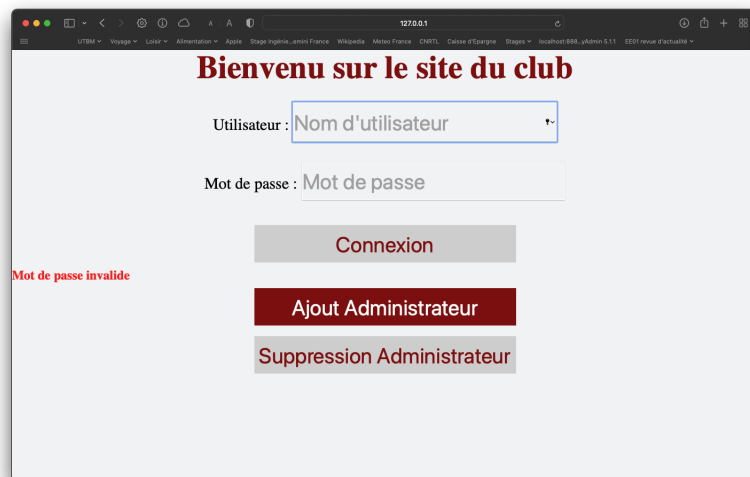 127.0.0.1
UTBM Voyage Loisir Alimentation Apple Stage Ingénie...emini France Wikipedia Meteo France CNRTL Caisse d'Epargne Stages localhost:888...yAdmin 5.1.1 EE01 revue d'actualité
Bienvenu sur le site du club
Utilisateur : Nom d'utilisateur
Mot de passe : Mot de passe
Connexion
Mot de passe invalide
Ajout Administrateur
Suppression Administrateur